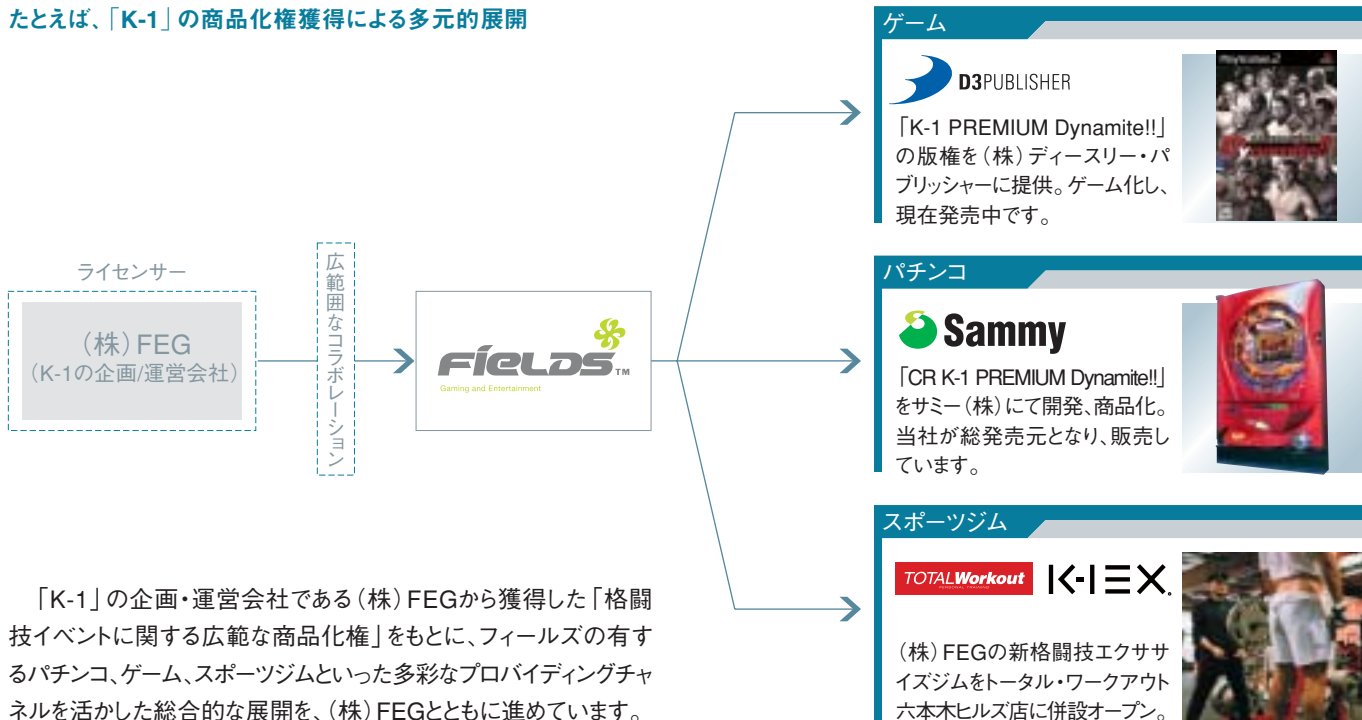 たとえば、「K-1」の商品化権獲得による多元的展開
ライセンサー
（株）FEG
（K-1の企画/運営会社）
広範囲なコラボレーション
FIELDS TM
Gaming and Entertainment
ゲーム
D3PUBLISHER
「K-1 PREMIUM Dynamite!!」
の版権を（株）ディースリー・パ
ブリッシャーに提供。ゲーム化し、
現在発売中です。
パチンコ
Sammy
「CR K-1 PREMIUM Dynamite!!」
をサミー（株）にて開発、商品化。
当社が総発売元となり、販売し
ています。
スポーツジム
TOTAL Workout
PERSONAL TRAINING
K-1 EX.
（株）FEGの新格闘技エクササ
イズジムをトータル・ワークアウト
六本木ヒルズ店に併設オープン。
「K-1」の企画・運営会社である（株）FEGから獲得した「格闘
技イベントに関する広範な商品化権」をもとに、フィールズの有す
るパチンコ、ゲーム、スポーツジムといった多彩なプロバイディングチャ
ネルを活かした総合的な展開を、（株）FEGとともに進めています。